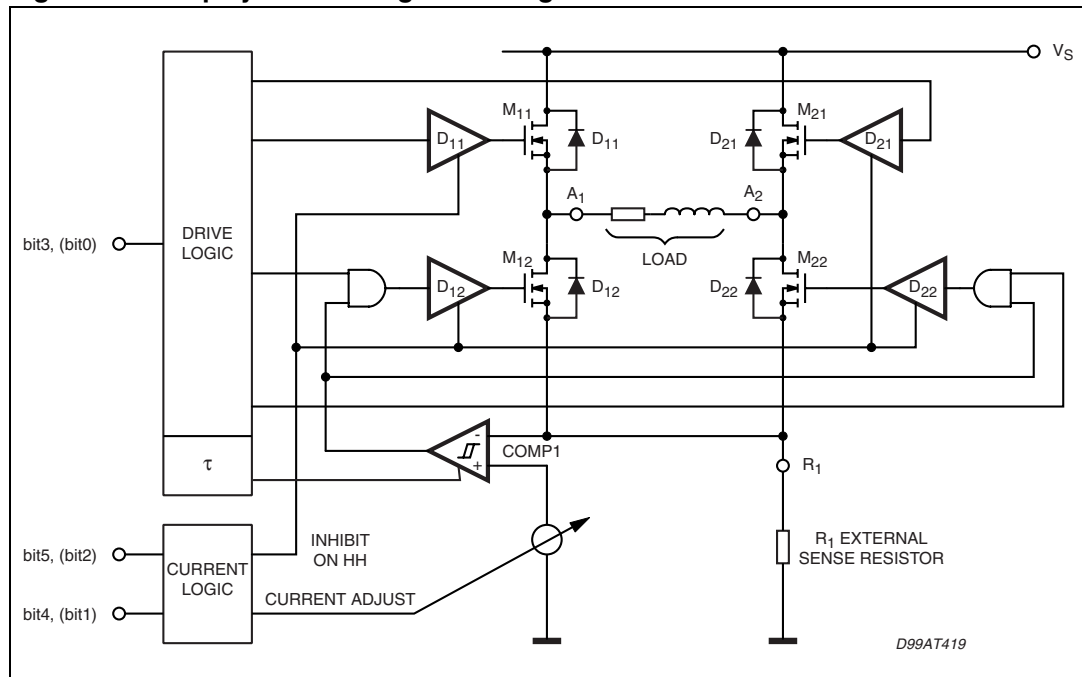 V_S
M_11
M_21
D_11
D_11
D_21
D_21
A_1
A_2
bit3, (bit0)
DRIVE
LOGIC
LOAD
M_12
M_22
D_12
D_12
D_22
D_22
-
COMP1
+
τ
R_1
bit5, (bit2)
INHIBIT
ON HH
R_1 EXTERNAL
SENSE RESISTOR
CURRENT
LOGIC
bit4, (bit1)
CURRENT ADJUST
D99AT419